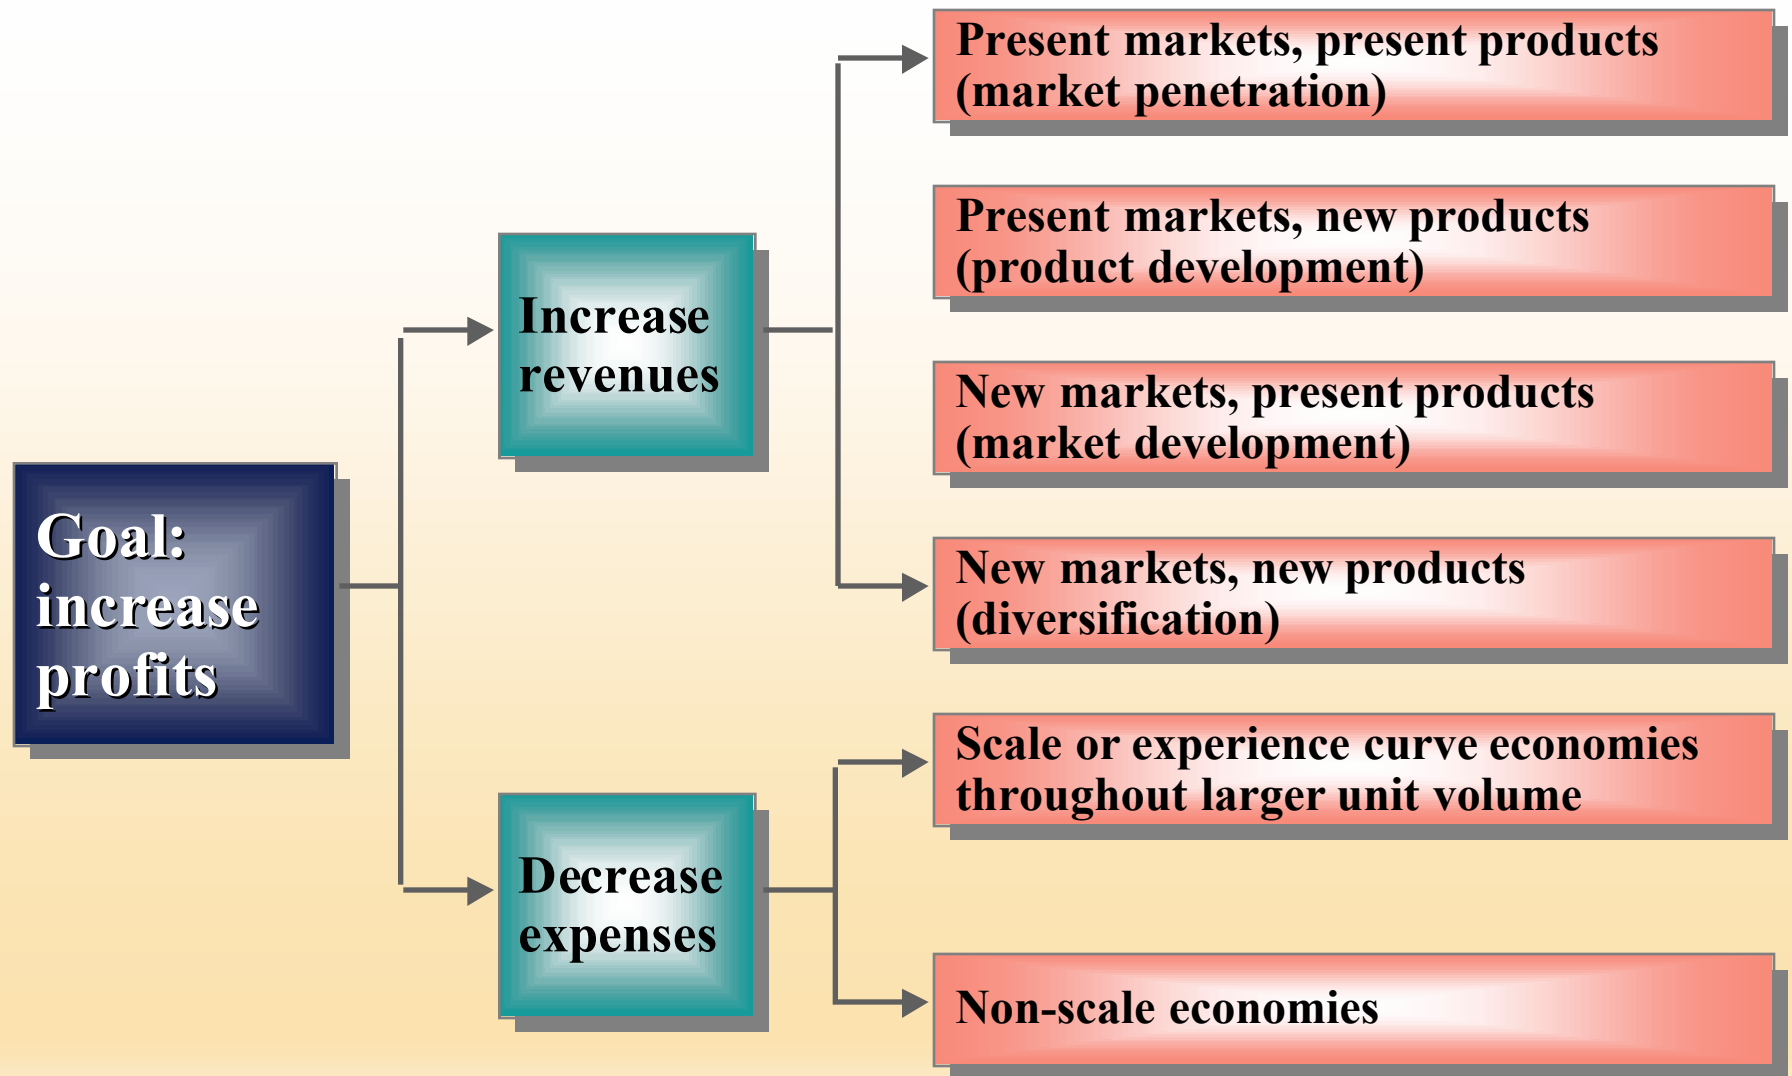 Goal:
increase
profits
Increase
revenues
Decrease
expenses
Present markets, present products
(market penetration)
Present markets, new products
(product development)
New markets, present products
(market development)
New markets, new products
(diversification)
Scale or experience curve economies
throughout larger unit volume
Non-scale economies